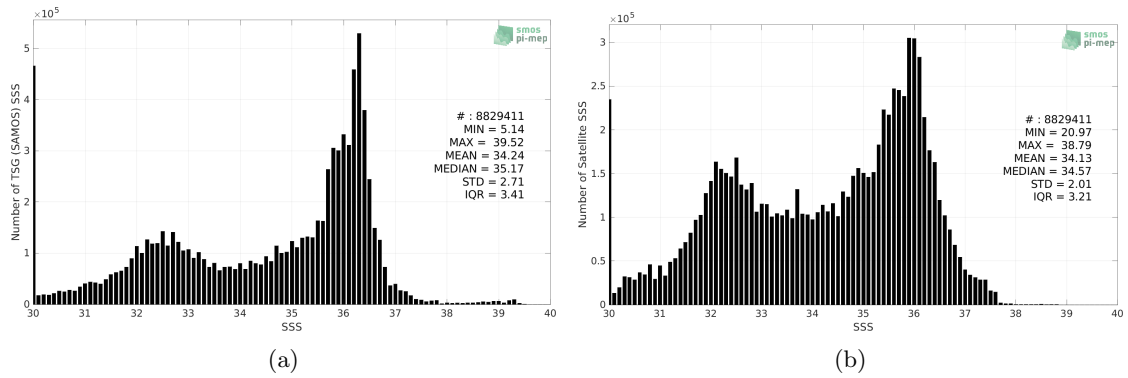 ×10⁵
5
4
3
2
1
0
Number of TSG (SAMOS) SSS
30 31 32 33 34 35 36 37 38 39 40
SSS
smos
pi-mep
# : 8829411
MIN = 5.14
MAX = 39.52
MEAN = 34.24
MEDIAN = 35.17
STD = 2.71
IQR = 3.41
(a)
×10⁵
3
2.5
2
1.5
1
0.5
0
Number of Satellite SSS
30 31 32 33 34 35 36 37 38 39 40
SSS
smos
pi-mep
# : 8829411
MIN = 20.97
MAX = 38.79
MEAN = 34.13
MEDIAN = 34.57
STD = 2.01
IQR = 3.21
(b)